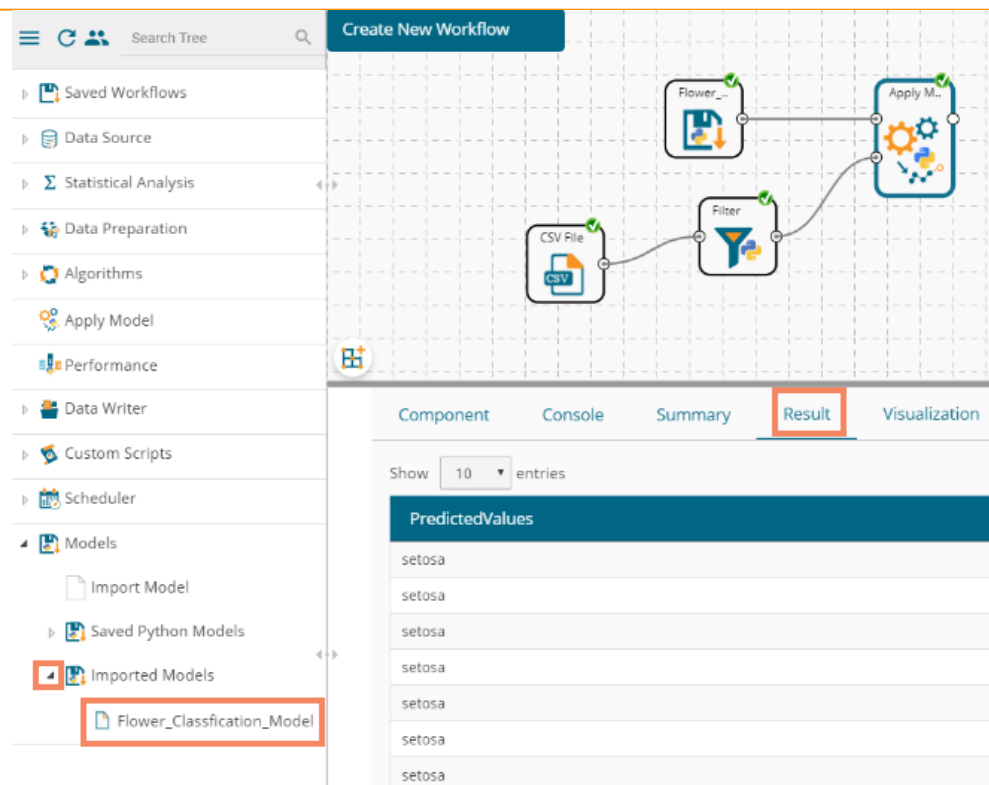 Search Tree
Saved Workflows
Data Source
Statistical Analysis
Data Preparation
Algorithms
Apply Model
Performance
Data Writer
Custom Scripts
Scheduler
Models
Import Model
Saved Python Models
Imported Models
Flower_Classfication_Model
Create New Workflow
Flower_..
Apply M..
Filter
CSV File
CSV
Component Console Summary Result Visualization
Show 10 entries
PredictedValues
setosa
setosa
setosa
setosa
setosa
setosa
setosa